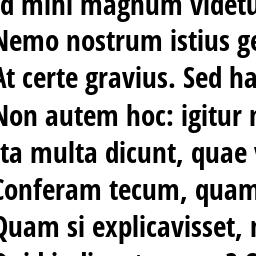 d mini magnum videtu
Nemo nostrum istius ge
At certe gravius. Sed ha
Non autem hoc: igitur n
ta multa dicunt, quae v
Conferam tecum, quam
Quam si explicavisset, n